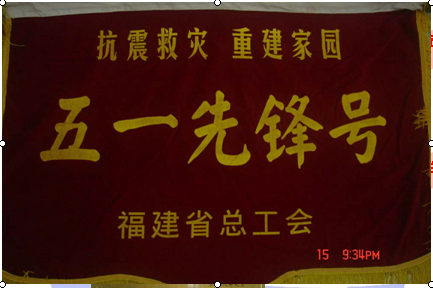 抗震救灾 重建家园
五一先锋号
福建省总工会
15 9:34PM